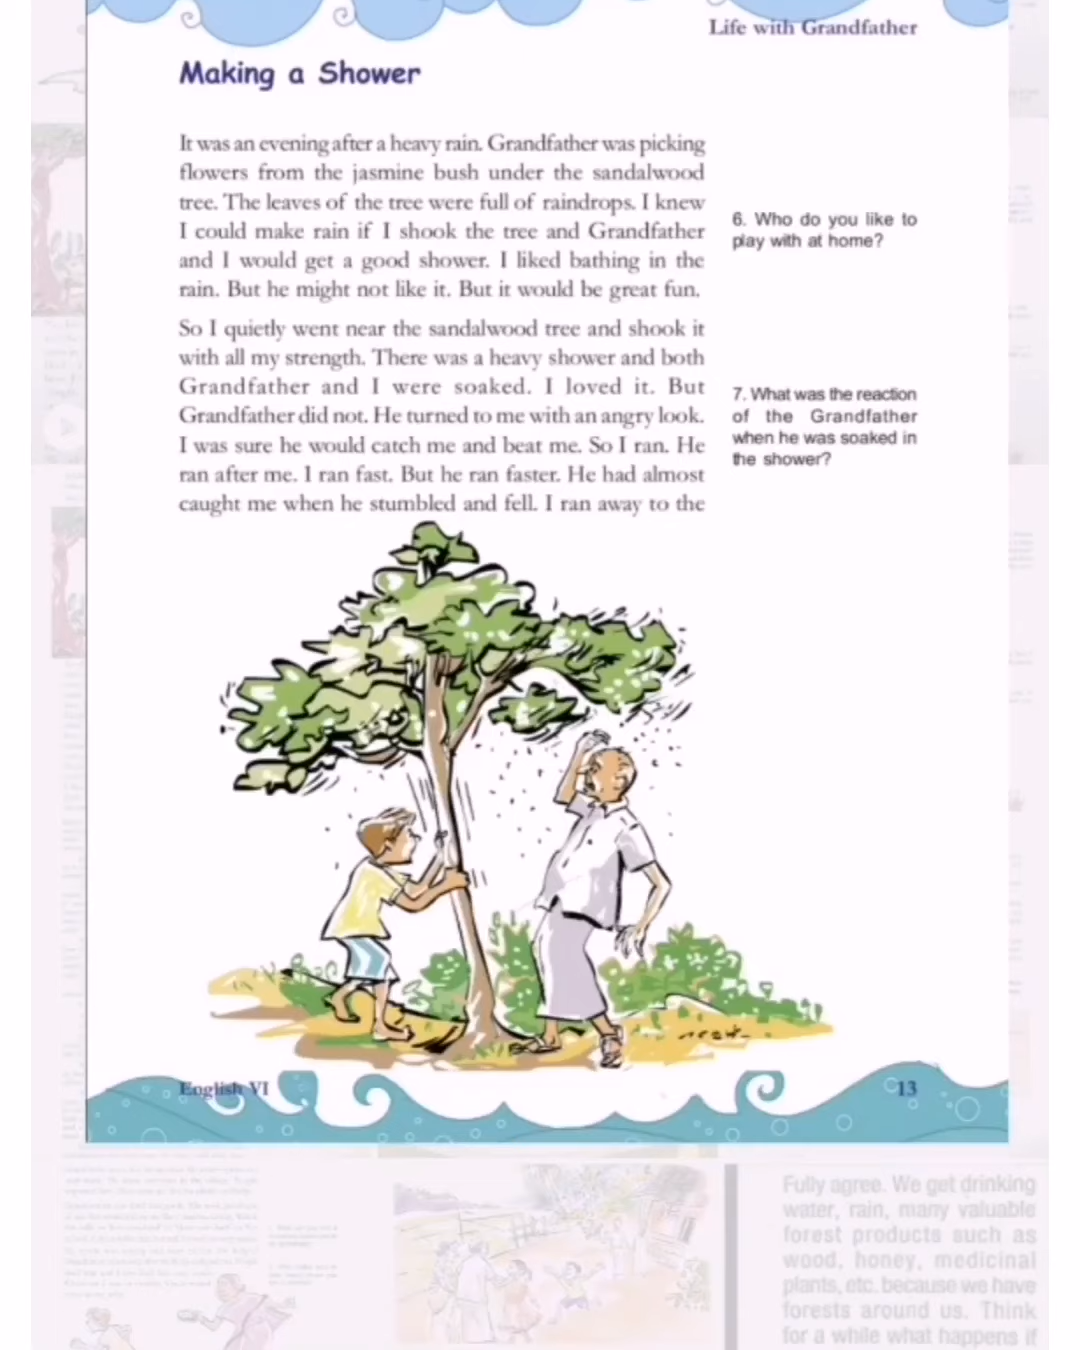 Life with Grandfather
Making a Shower
It was an evening after a heavy rain. Grandfather was picking
flowers from the jasmine bush under the sandalwood
tree. The leaves of the tree were full of raindrops. I knew
I could make rain if I shook the tree and Grandfather
and I would get a good shower. I liked bathing in the
rain. But he might not like it. But it would be great fun.
6. Who do you like to
play with at home?
So I quietly went near the sandalwood tree and shook it
with all my strength. There was a heavy shower and both
Grandfather and I were soaked. I loved it. But
Grandfather did not. He turned to me with an angry look.
I was sure he would catch me and beat me. So I ran. He
ran after me. I ran fast. But he ran faster. He had almost
caught me when he stumbled and fell. I ran away to the
7. What was the reaction
of the Grandfather
when he was soaked in
the shower?
English VI
13
Fully agree. We get drinking
water, rain, many valuable
forest products such as
wood, honey, medicinal
plants, etc. because we have
forests around us. Think
for a while what happens if